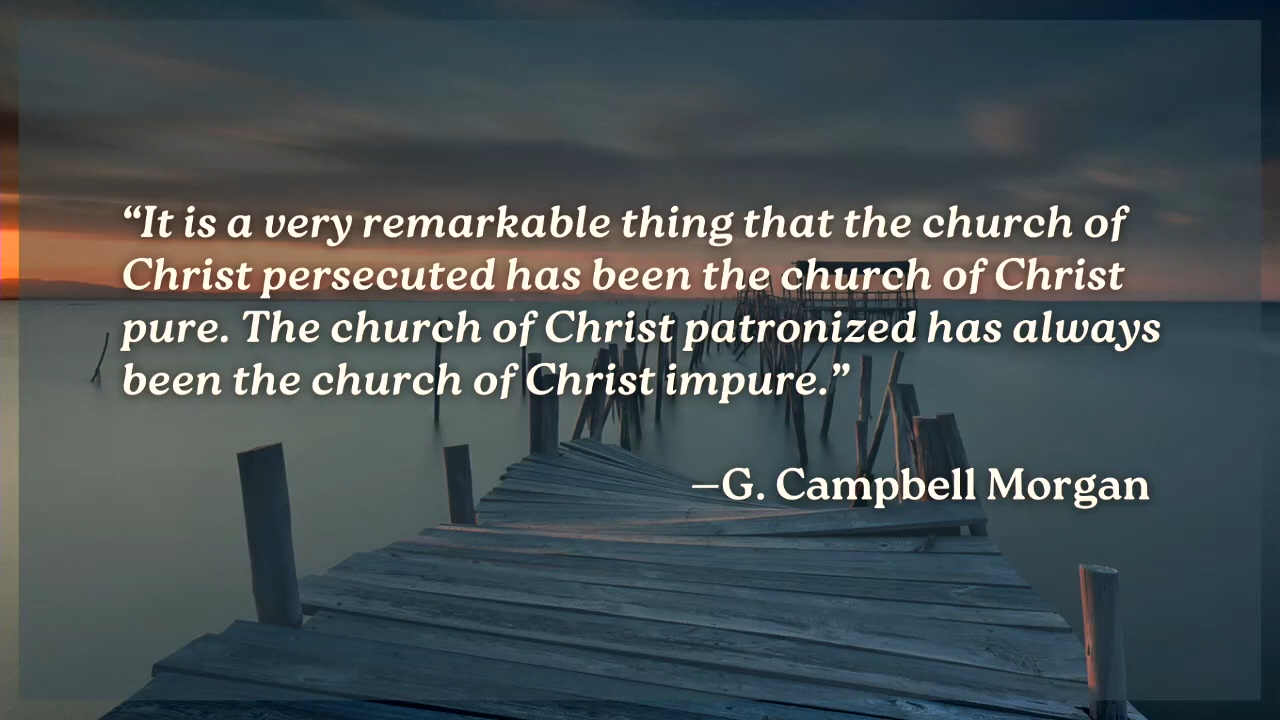 “It is a very remarkable thing that the church of
Christ persecuted has been the church of Christ
pure. The church of Christ patronized has always
been the church of Christ impure.”
—G. Campbell Morgan